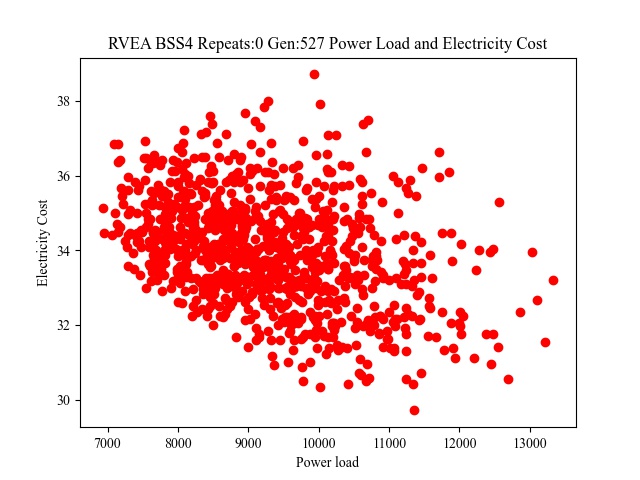 RVEA BSS4 Repeats:0 Gen:527 Power Load and Electricity Cost
38
36
34
32
30
Electricity Cost
7000 8000 9000 10000 11000 12000 13000
Power load